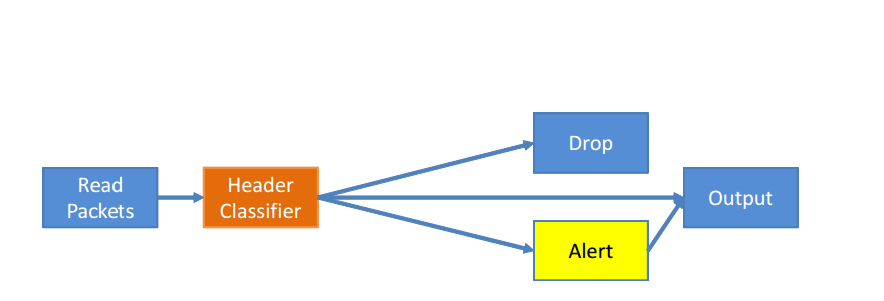 Read
Packets
Header
Classifier
Drop
Output
Alert